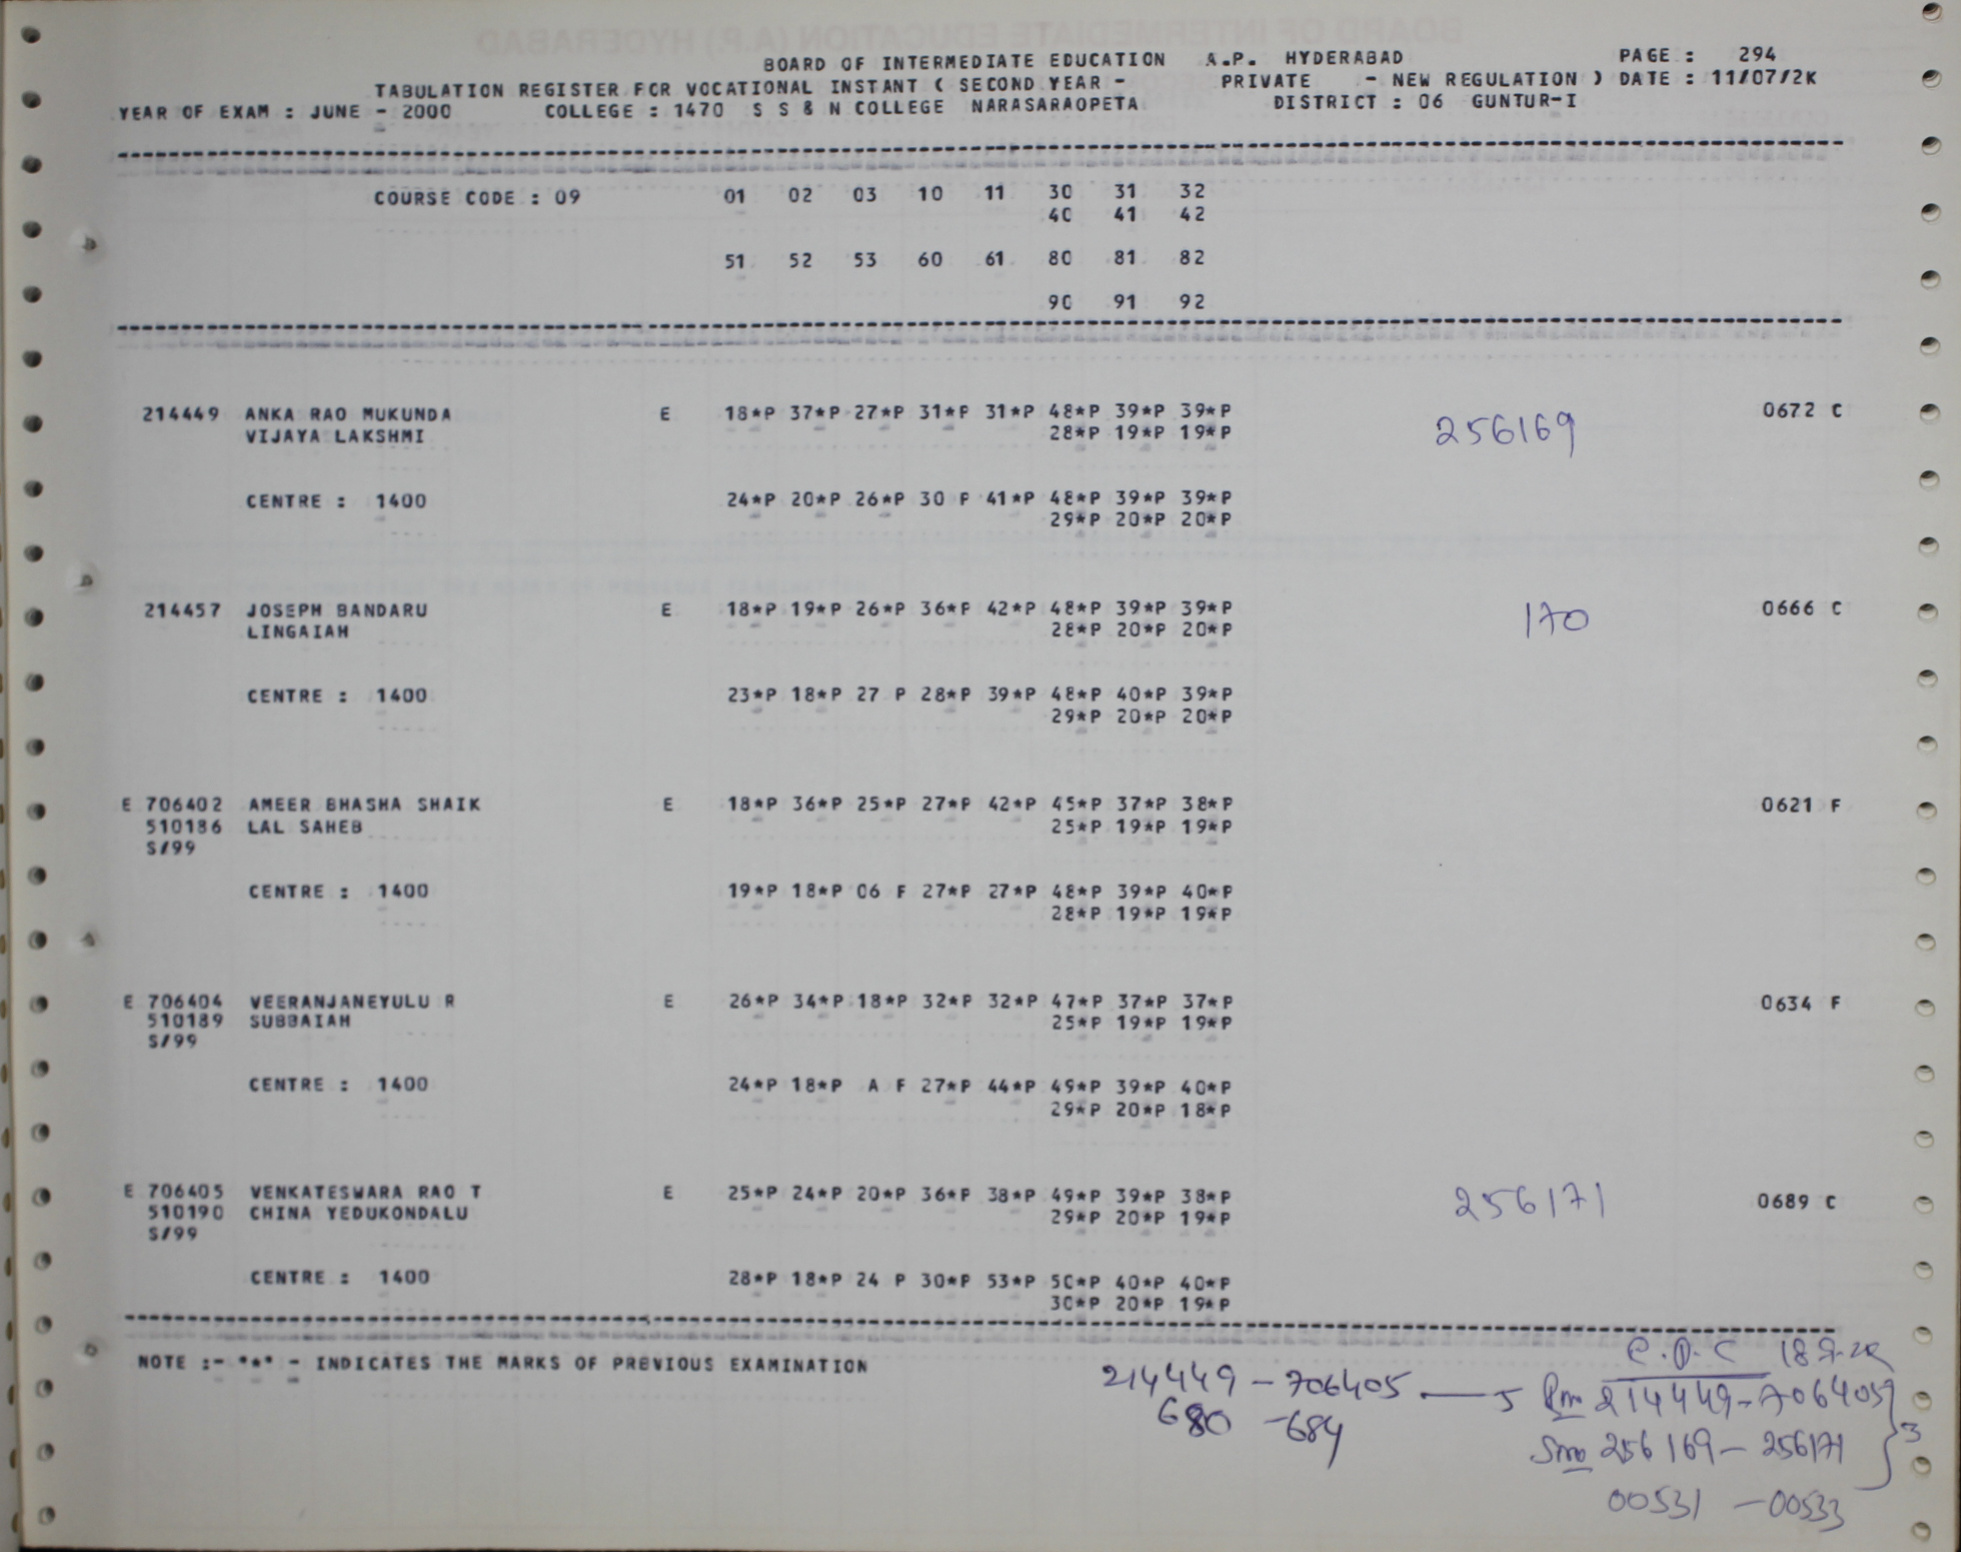 BOARD OF INTERMEDIATE EDUCATION A.P. HYDERABAD PAGE : 294
TABULATION REGISTER FOR VOCATIONAL INSTANT ( SECOND YEAR - PRIVATE - NEW REGULATION ) DATE : 11/07/2K
YEAR OF EXAM : JUNE - 2000 COLLEGE : 1470 S S & N COLLEGE NARASARAOPETA DISTRICT : 06 GUNTUR-I
COURSE CODE : 09 01 02 03 10 11 30 31 32
40 41 42
51 52 53 60 61 80 81 82
90 91 92
214449 ANKA RAO MUKUNDA E 18*P 37*P 27*P 31*P 31*P 48*P 39*P 39*P 256169 0672 C
VIJAYA LAKSHMI 28*P 19*P 19*P
CENTRE : 1400 24*P 20*P 26*P 30 P 41*P 48*P 39*P 39*P
29*P 20*P 20*P
214457 JOSEPH BANDARU E 18*P 19*P 26*P 36*P 42*P 48*P 39*P 39*P 170 0666 C
LINGAIAH 28*P 20*P 20*P
CENTRE : 1400 23*P 18*P 27 P 28*P 39*P 48*P 40*P 39*P
29*P 20*P 20*P
E 706402 AMEER BHASHA SHAIK E 18*P 36*P 25*P 27*P 42*P 45*P 37*P 38*P 0621 F
510186 LAL SAHEB 25*P 19*P 19*P
S/99
CENTRE : 1400 19*P 18*P 06 F 27*P 27*P 48*P 39*P 40*P
28*P 19*P 19*P
E 706404 VEERANJANEYULU R E 26*P 34*P 18*P 32*P 32*P 47*P 37*P 37*P 0634 F
510189 SUBBAIAH 25*P 19*P 19*P
S/99
CENTRE : 1400 24*P 18*P A F 27*P 44*P 49*P 39*P 40*P
29*P 20*P 18*P
E 706405 VENKATESWARA RAO T E 25*P 24*P 20*P 36*P 38*P 49*P 39*P 38*P 256171 0689 C
510190 CHINA YEDUKONDALU 29*P 20*P 19*P
S/99
CENTRE : 1400 28*P 18*P 24 P 30*P 53*P 50*P 40*P 40*P
30*P 20*P 19*P
NOTE :- "*" - INDICATES THE MARKS OF PREVIOUS EXAMINATION
214449 - 706405 — 5
680 - 684
214449 - 706405
256169 - 256171 3
00531 - 00533